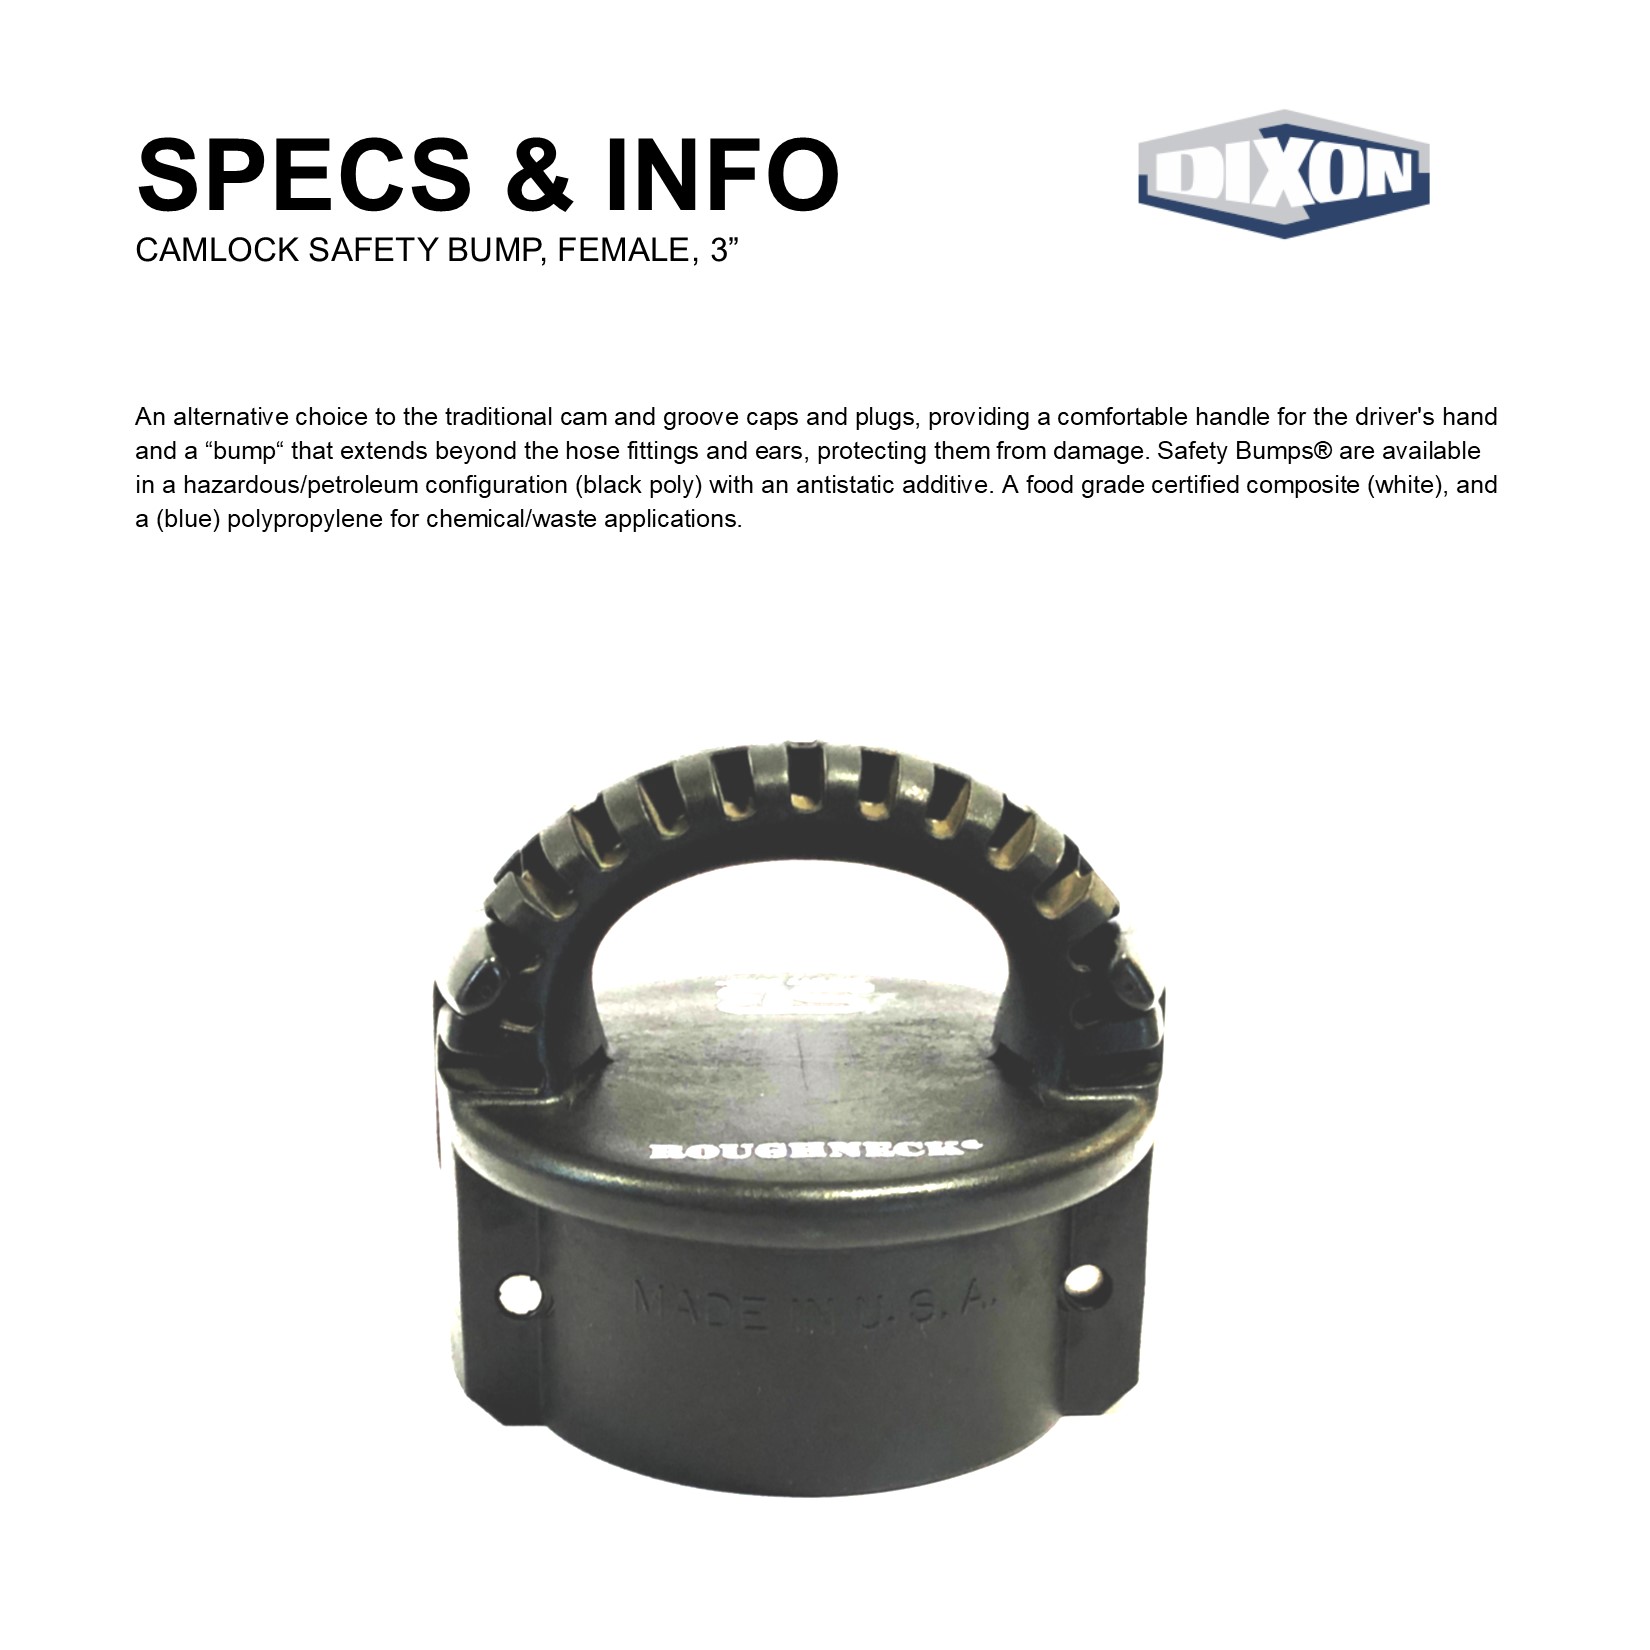 SPECS & INFO
CAMLOCK SAFETY BUMP, FEMALE, 3”
DIXON
An alternative choice to the traditional cam and groove caps and plugs, providing a comfortable handle for the driver's hand
and a “bump“ that extends beyond the hose fittings and ears, protecting them from damage. Safety Bumps® are available
in a hazardous/petroleum configuration (black poly) with an antistatic additive. A food grade certified composite (white), and
a (blue) polypropylene for chemical/waste applications.
ROUGHNECK
MADE IN U.S.A.